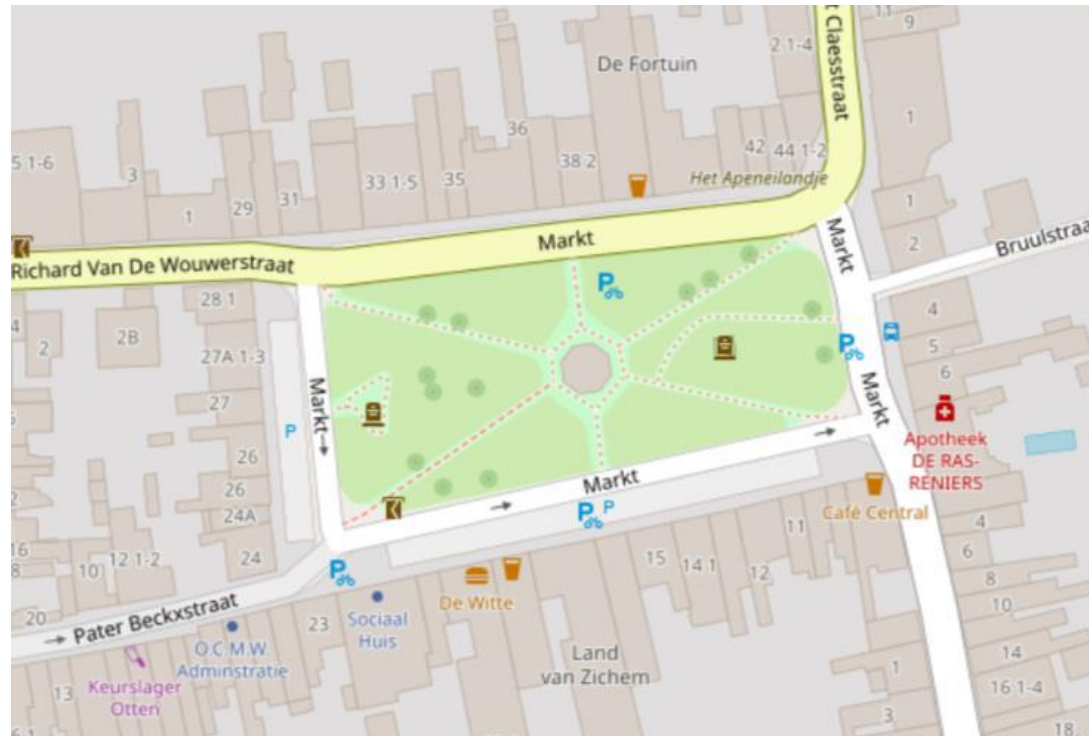 11
9
2 1-4
De Fortuin
t Claesstraat
36
1
5 1-6
3
33 1-5
35
38 2
42
44 1-2
Het Apeneilandje
31
29
1
1
2
Markt
Markt
Bruulstraa
Richard Van De Wouwerstraat
28 1
4
2B
2
5
27A 1-3
6
Markt
Markt
27
P
Apotheek
DE RAS-
RENIERS
26
26
24A
Markt
P
Café Central
11
4
16
8
10
12 1-2
24
15
14 1
12
6
8
De Witte
10
20
Pater Beckxstraat
23
Sociaal
Huis
O.C.M.W.
Adminstratie
Land
van Zichem
14
1
16 1-4
13
Keurslager
Otten
3
18
6 1